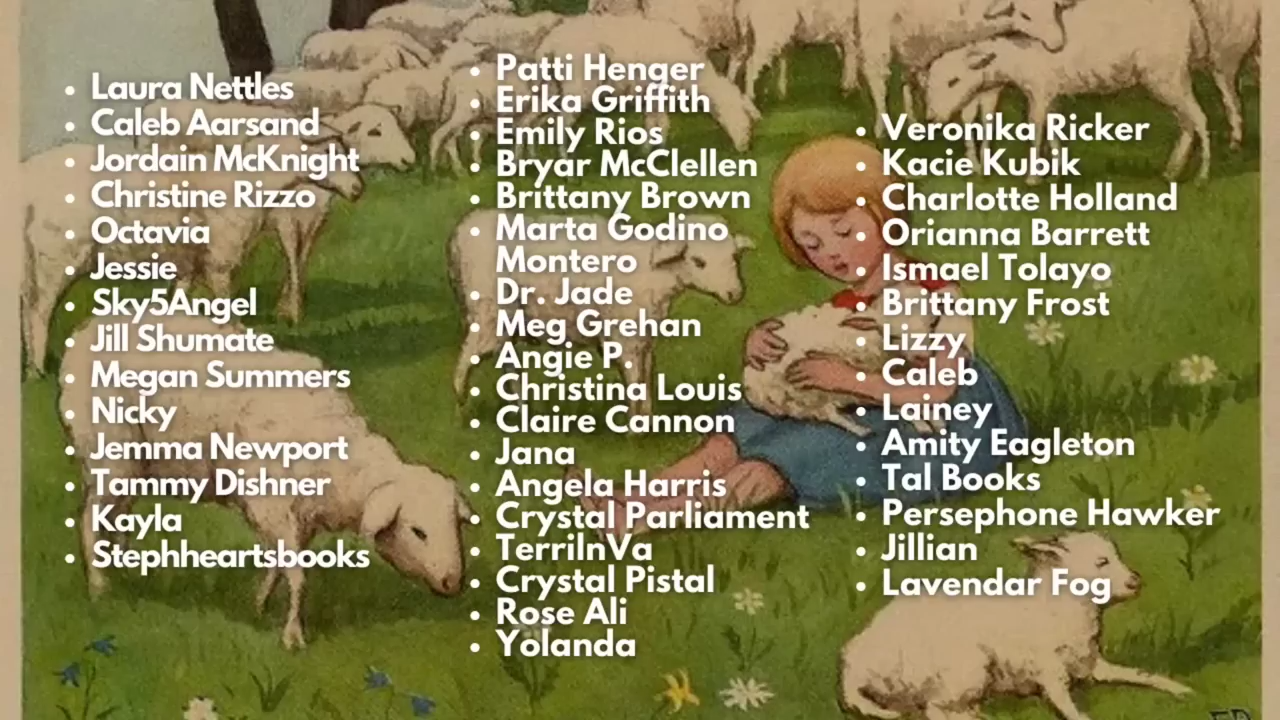 Laura Nettles
Caleb Aarsand
Jordain McKnight
Christine Rizzo
Octavia
Jessie
Sky5Angel
Jill Shumate
Megan Summers
Nicky
Jemma Newport
Tammy Dishner
Kayla
Stephheartsbooks
Patti Henger
Erika Griffith
Emily Rios
Bryar McClellen
Brittany Brown
Marta Godino
Montero
Dr. Jade
Meg Grehan
Angie P.
Christina Louis
Claire Cannon
Jana
Angela Harris
Crystal Parliament
TerriInVa
Crystal Pistal
Rose Ali
Yolanda
Veronika Ricker
Kacie Kubik
Charlotte Holland
Orianna Barrett
Ismael Tolayo
Brittany Frost
Lizzy
Caleb
Lainey
Amity Eagleton
Tal Books
Persephone Hawker
Jillian
Lavendar Fog